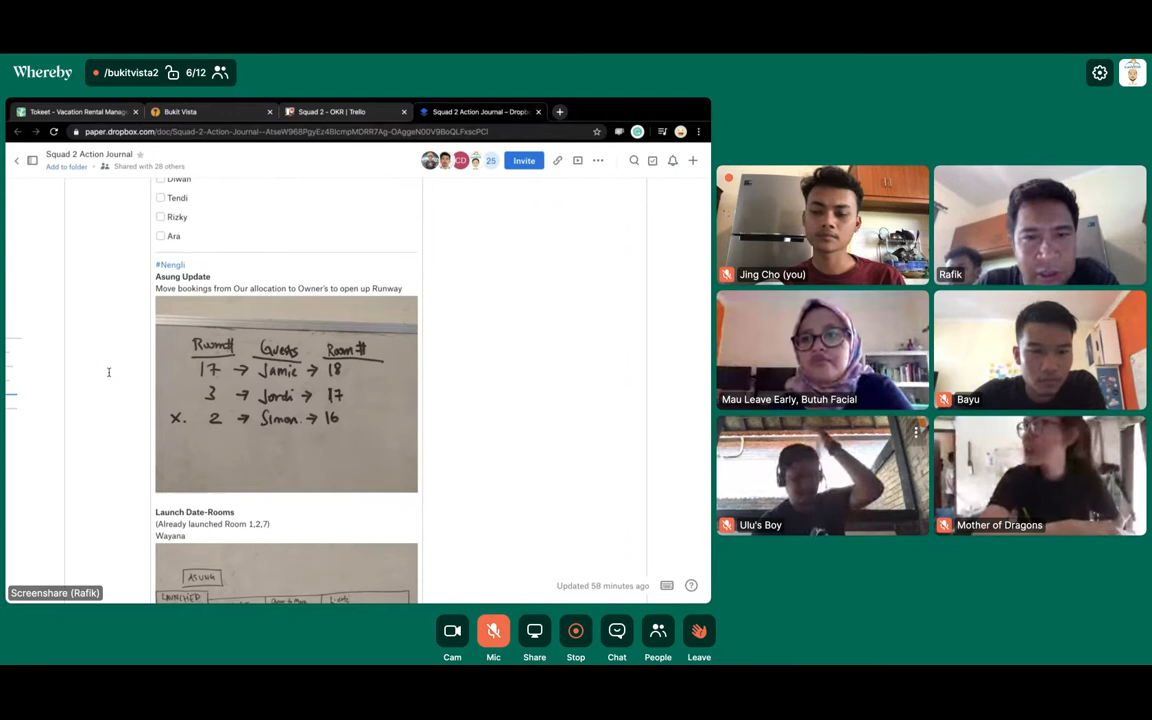 Whereby
/bukitvista2
6/12
Tokeet – Vacation Rental Manag
Bukit Vista
Squad 2 - OKR | Trello
Squad 2 Action Journal – Dropb
Squad 2 Action Journal
Add to folder
Shared with 28 others
CD
25
Invite
Diwan
Tendi
Rizky
Ara
#Nengli
Asung Update
Move bookings from Our allocation to Owner's to open up Runway
Room# Guests Room#
17 → Jamie → 18
3 → Jordi → 17
x. 2 → Simon → 16
Launch Date-Rooms
(Already launched Room 1,2,7)
Wayana
ASUNG
LAUNCHED
Updated 58 minutes ago
Screenshare (Rafik)
Jing Cho (you)
Rafik
Mau Leave Early, Butuh Facial
Bayu
Ulu's Boy
Mother of Dragons
Cam
Mic
Share
Stop
Chat
People
Leave